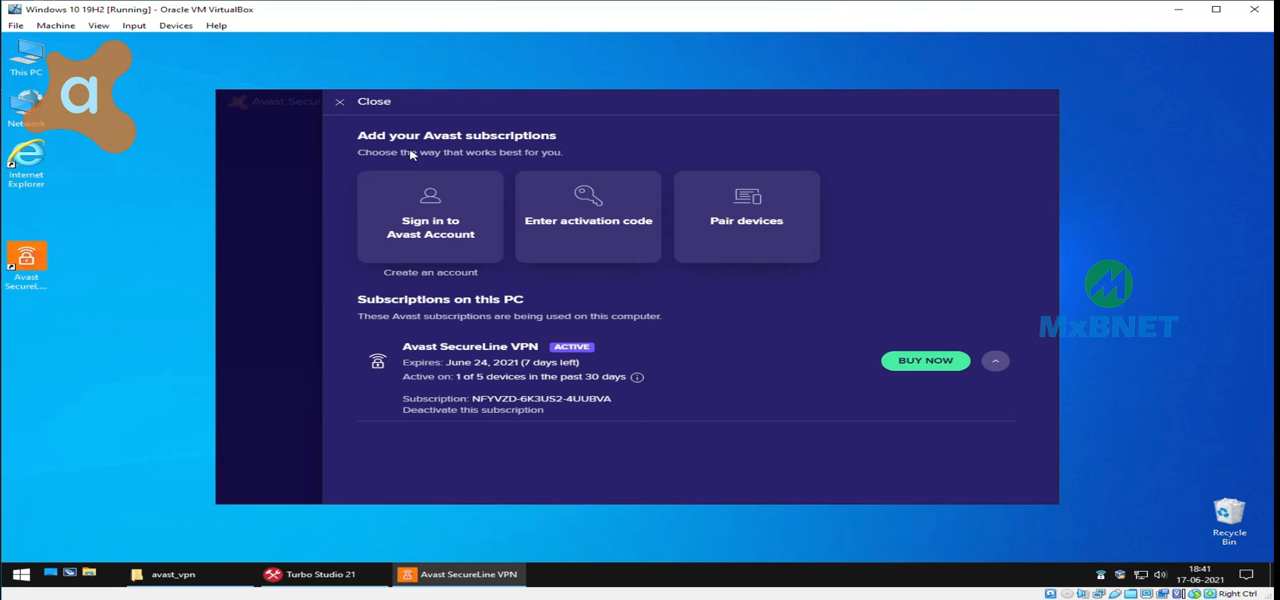 Windows 10 19H2 [Running] - Oracle VM VirtualBox
File Machine View Input Devices Help
This PC
a
Network
Internet
Explorer
Avast
SecureL...
Avast Secur
Close
Add your Avast subscriptions
Choose the way that works best for you.
Sign in to
Avast Account
Enter activation code
Pair devices
Create an account
Subscriptions on this PC
These Avast subscriptions are being used on this computer.
Avast SecureLine VPN ACTIVE
Expires: June 24, 2021 (7 days left)
Active on: 1 of 5 devices in the past 30 days
BUY NOW
Subscription: NFYVZD-6K3US2-4UUBVA
Deactivate this subscription
MxBNET
Recycle
Bin
avast_vpn
Turbo Studio 21
Avast SecureLine VPN
18:41
17-06-2021
Right Ctrl